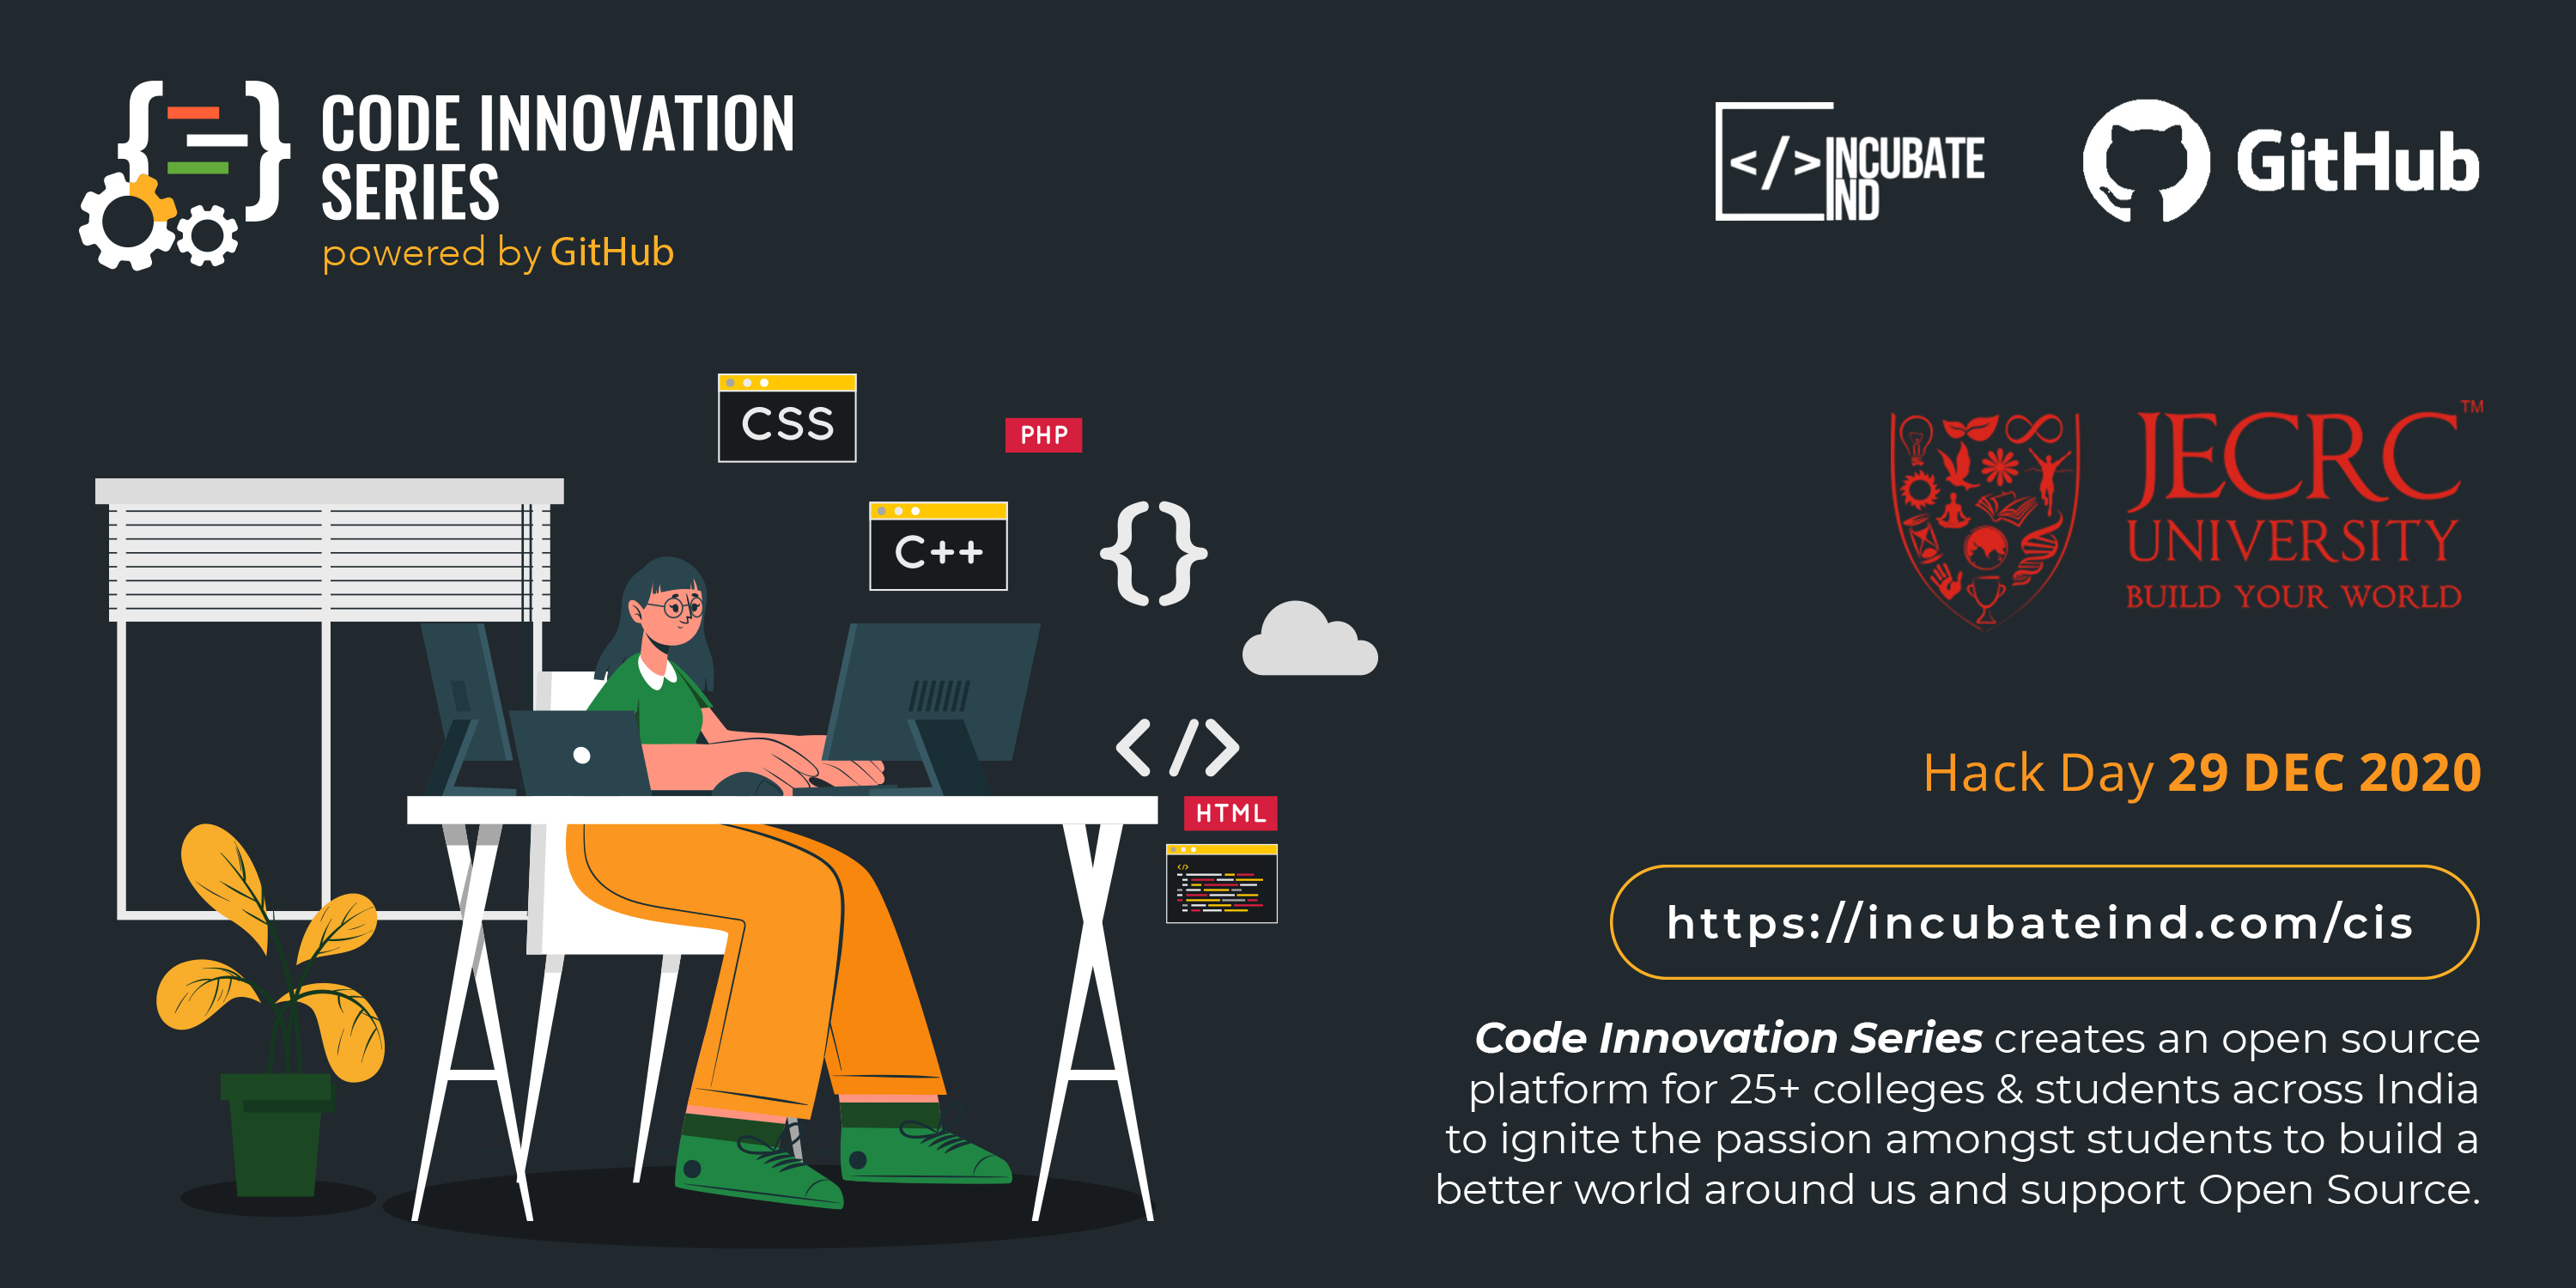 CODE INNOVATION
SERIES
powered by GitHub
</> INCUBATE
IND
GitHub
CSS
PHP
C++
{}
</>
HTML
</>
JECRC™
UNIVERSITY
BUILD YOUR WORLD
Hack Day 29 DEC 2020
https://incubateind.com/cis
Code Innovation Series creates an open source
platform for 25+ colleges & students across India
to ignite the passion amongst students to build a
better world around us and support Open Source.